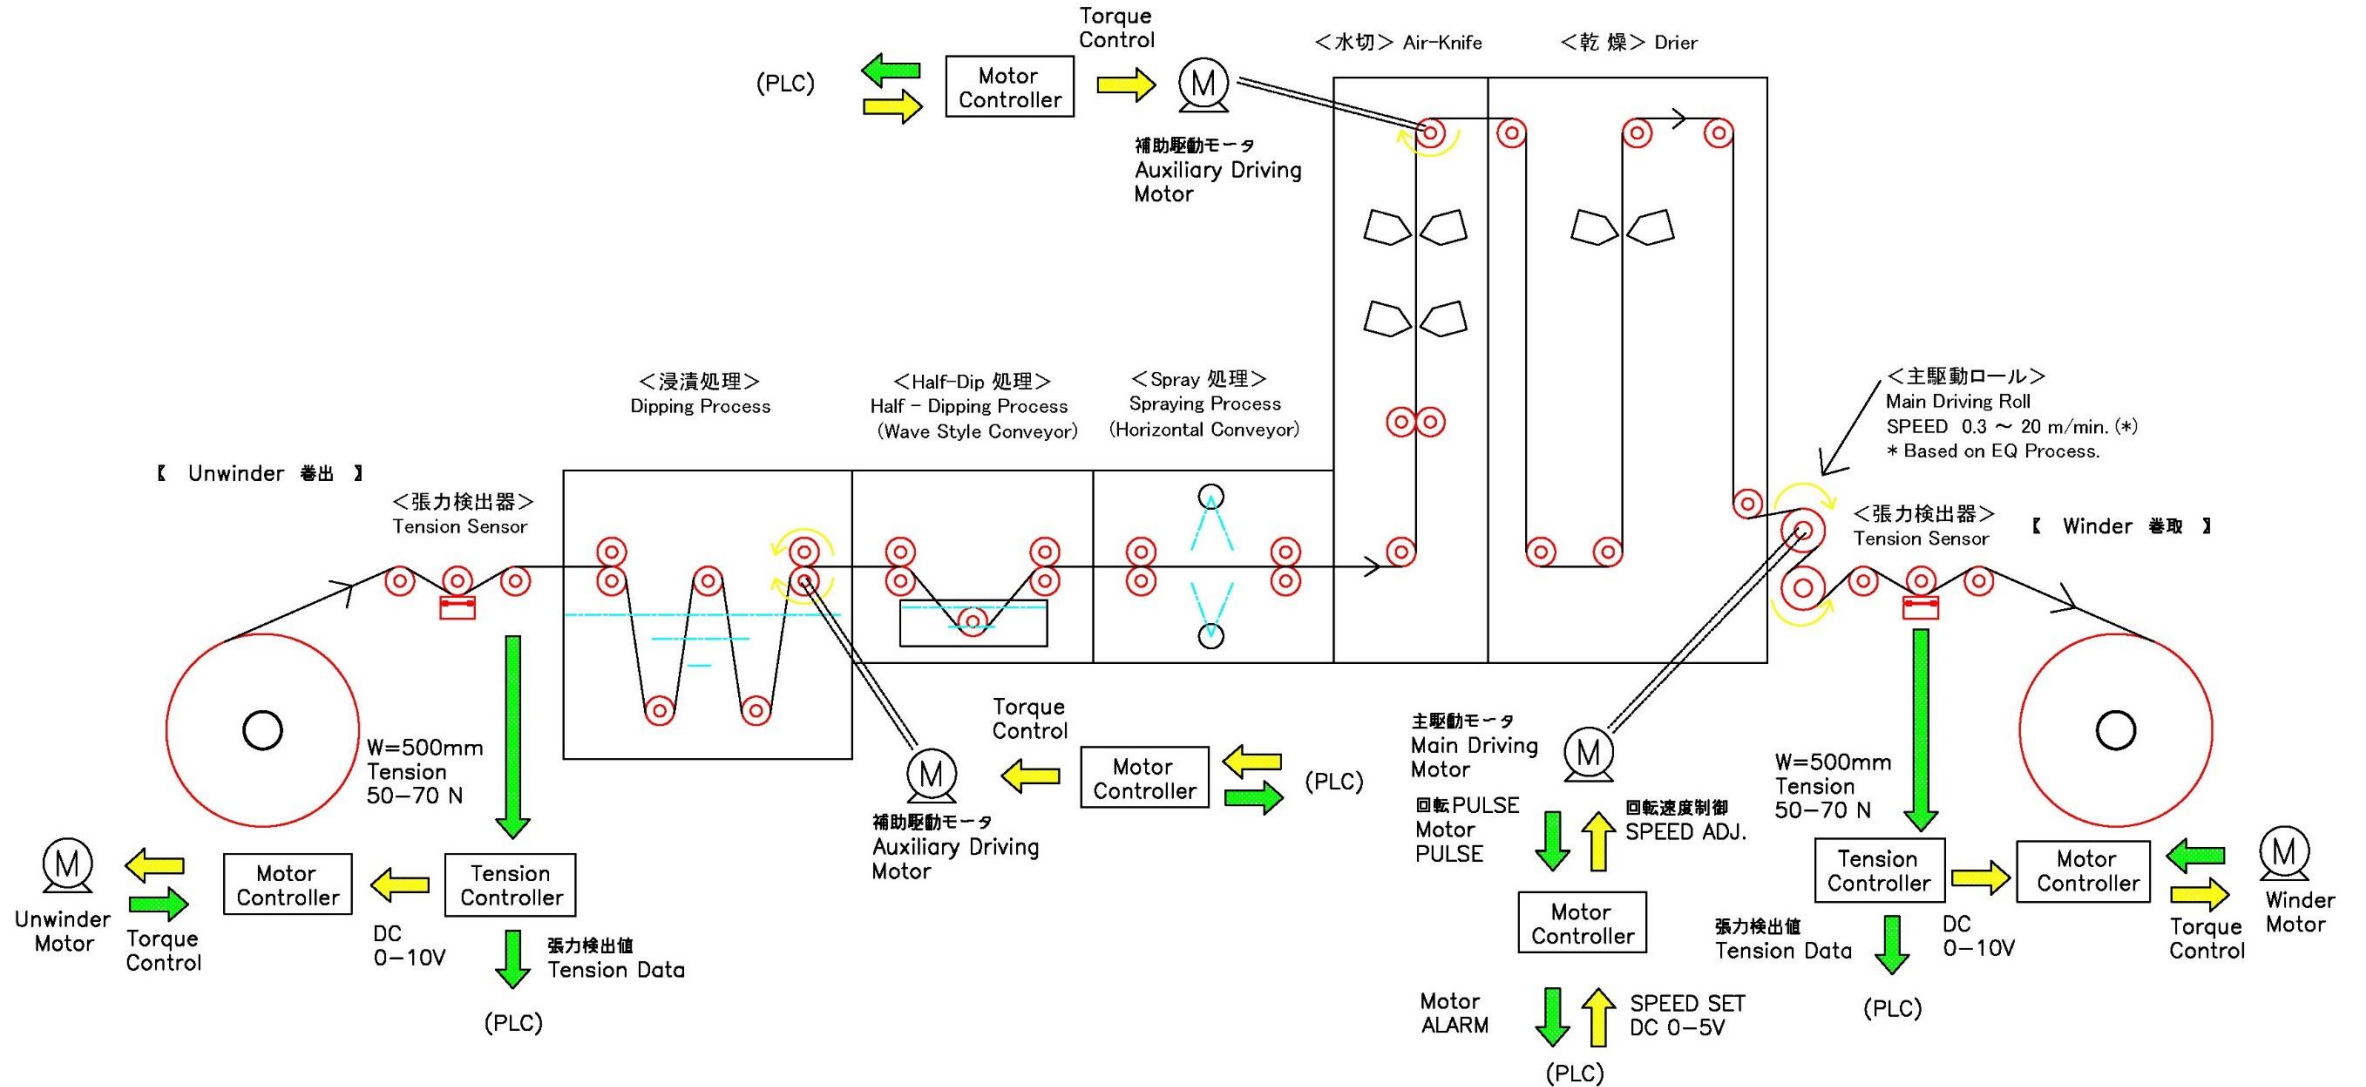 Torque
Control
(PLC)
Motor
Controller
M
補助駆動モータ
Auxiliary Driving
Motor
＜水切＞ Air-Knife
＜乾 燥＞ Drier
＜浸漬処理＞
Dipping Process
＜Half-Dip 処理＞
Half - Dipping Process
(Wave Style Conveyor)
＜Spray 処理＞
Spraying Process
(Horizontal Conveyor)
＜主駆動ロール＞
Main Driving Roll
SPEED 0.3 ～ 20 m/min. (*)
* Based on EQ Process.
【 Unwinder 巻出 】
＜張力検出器＞
Tension Sensor
＜張力検出器＞
Tension Sensor
【 Winder 巻取 】
W=500mm
Tension
50-70 N
M
Unwinder
Motor
Torque
Control
Motor
Controller
DC
0-10V
Tension
Controller
張力検出値
Tension Data
(PLC)
M
補助駆動モータ
Auxiliary Driving
Motor
Torque
Control
Motor
Controller
(PLC)
主駆動モータ
Main Driving
Motor
M
回転PULSE
Motor
PULSE
回転速度制御
SPEED ADJ.
Motor
Controller
Motor
ALARM
SPEED SET
DC 0-5V
(PLC)
W=500mm
Tension
50-70 N
Tension
Controller
張力検出値
Tension Data
(PLC)
DC
0-10V
Motor
Controller
Torque
Control
M
Winder
Motor